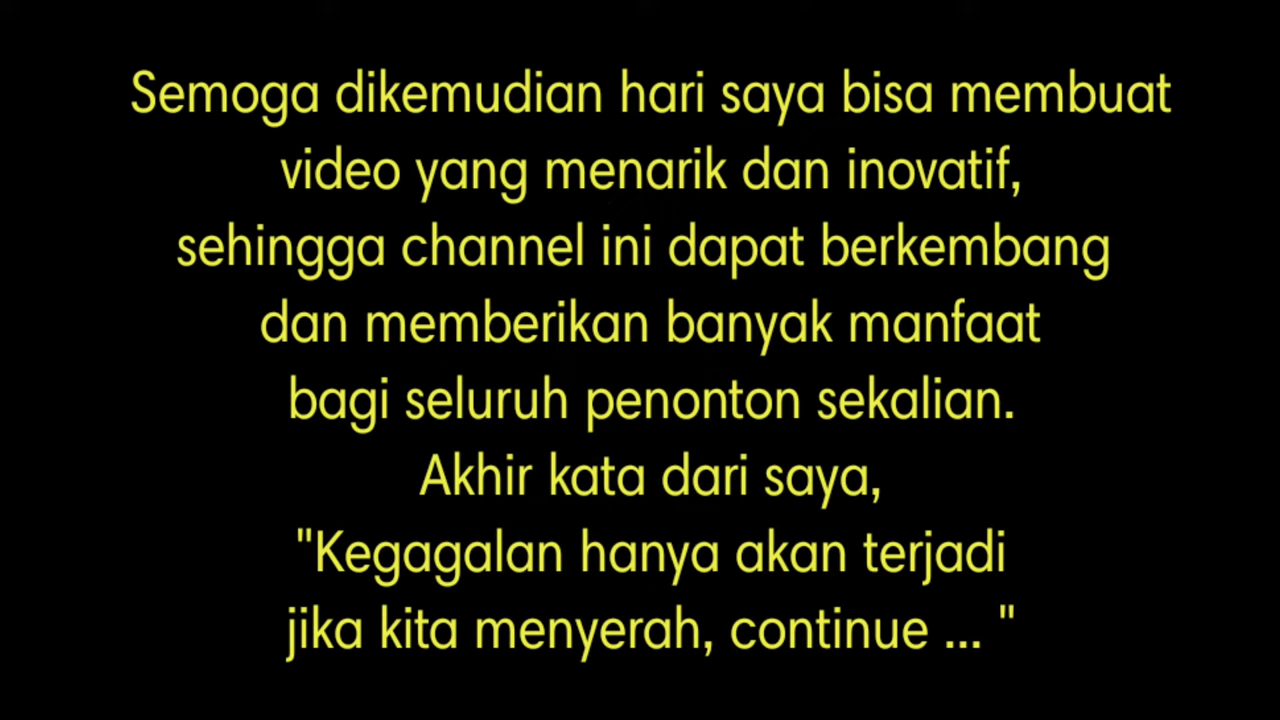 Semoga dikemudian hari saya bisa membuat
video yang menarik dan inovatif,
sehingga channel ini dapat berkembang
dan memberikan banyak manfaat
bagi seluruh penonton sekalian.
Akhir kata dari saya,
"Kegagalan hanya akan terjadi
jika kita menyerah, continue ... "